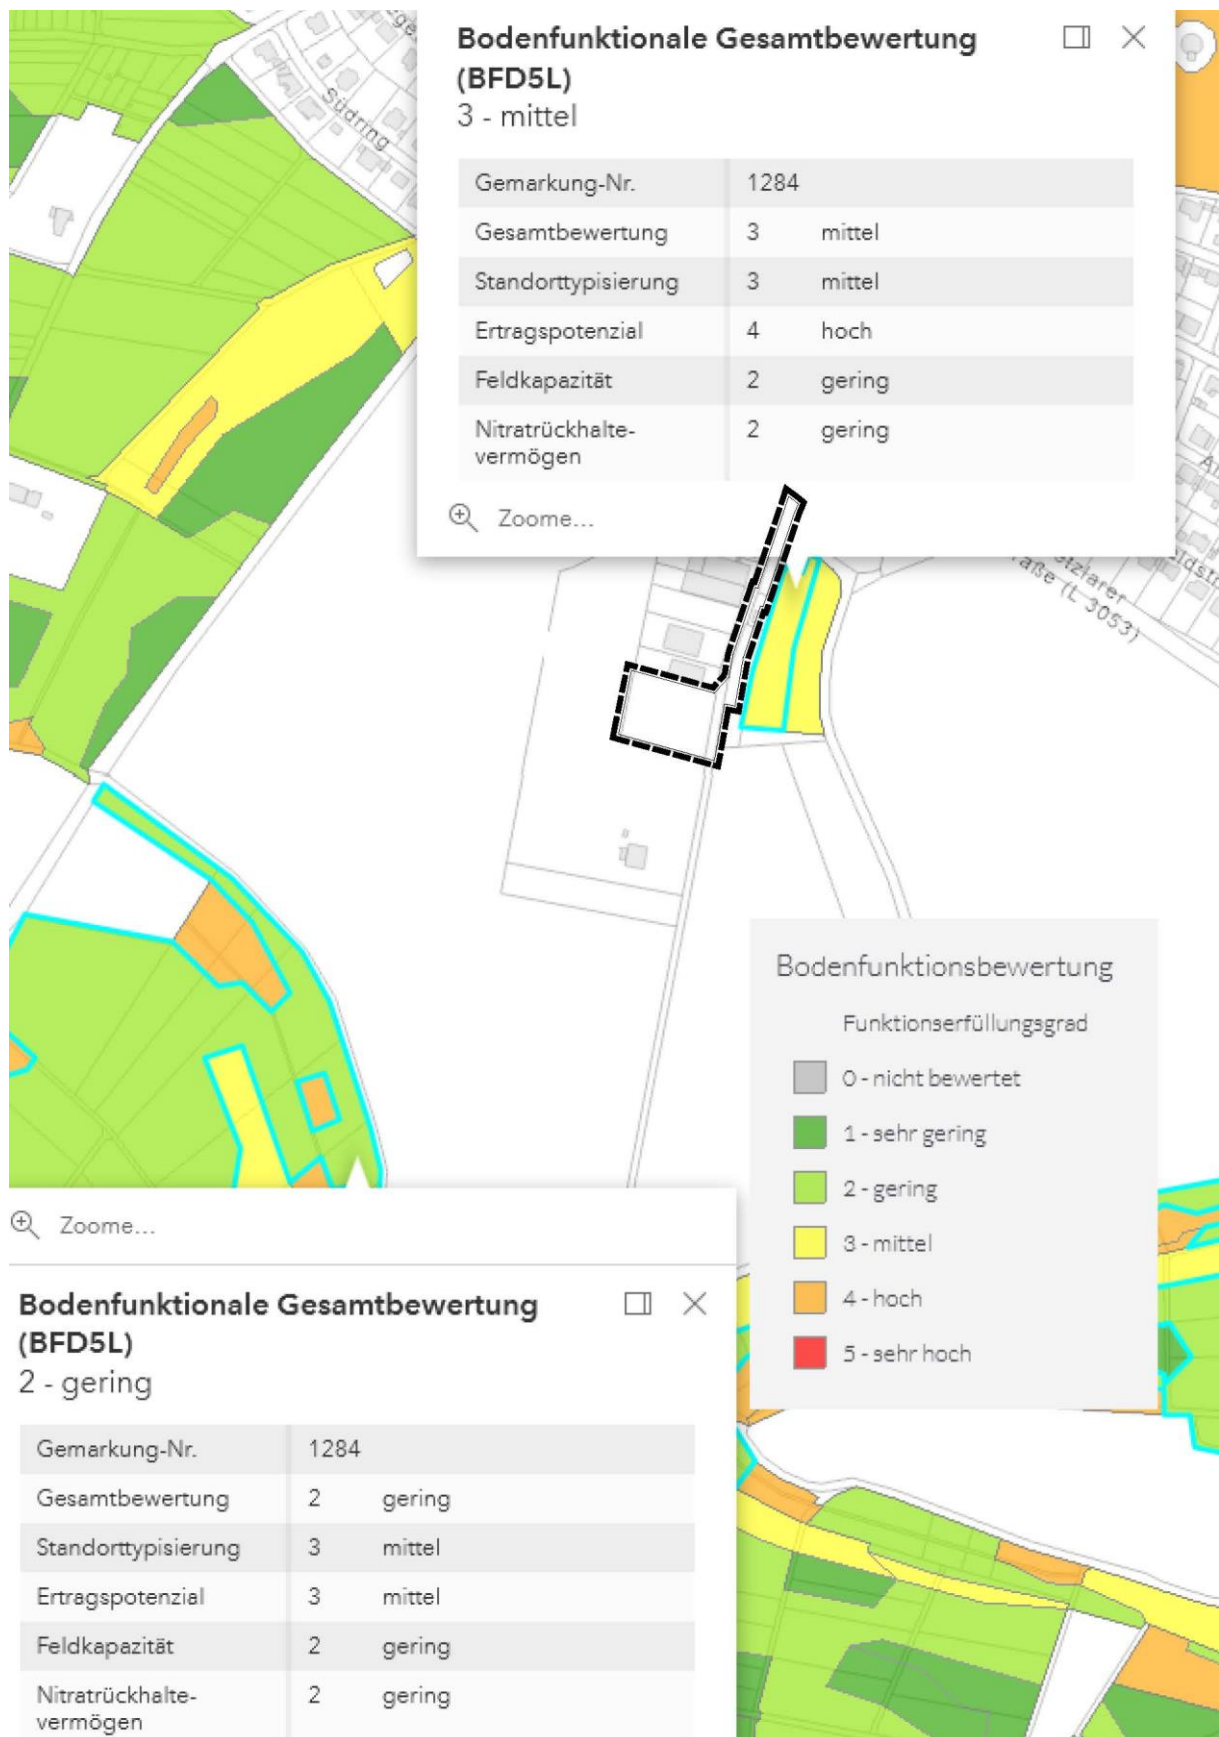 Bodenfunktionale Gesamtbewertung
(BFD5L)
3 - mittel
Gemarkung-Nr. 1284
Gesamtbewertung 3 mittel
Standorttypisierung 3 mittel
Ertragspotenzial 4 hoch
Feldkapazität 2 gering
Nitratrückhalte- 2 gering
vermögen
Zoome...
Südring
etzlarer
raße (L 3053)
Bodenfunktionsbewertung
Funktionserfüllungsgrad
0 - nicht bewertet
1 - sehr gering
2 - gering
3 - mittel
4 - hoch
5 - sehr hoch
Zoome...
Bodenfunktionale Gesamtbewertung
(BFD5L)
2 - gering
Gemarkung-Nr. 1284
Gesamtbewertung 2 gering
Standorttypisierung 3 mittel
Ertragspotenzial 3 mittel
Feldkapazität 2 gering
Nitratrückhalte- 2 gering
vermögen